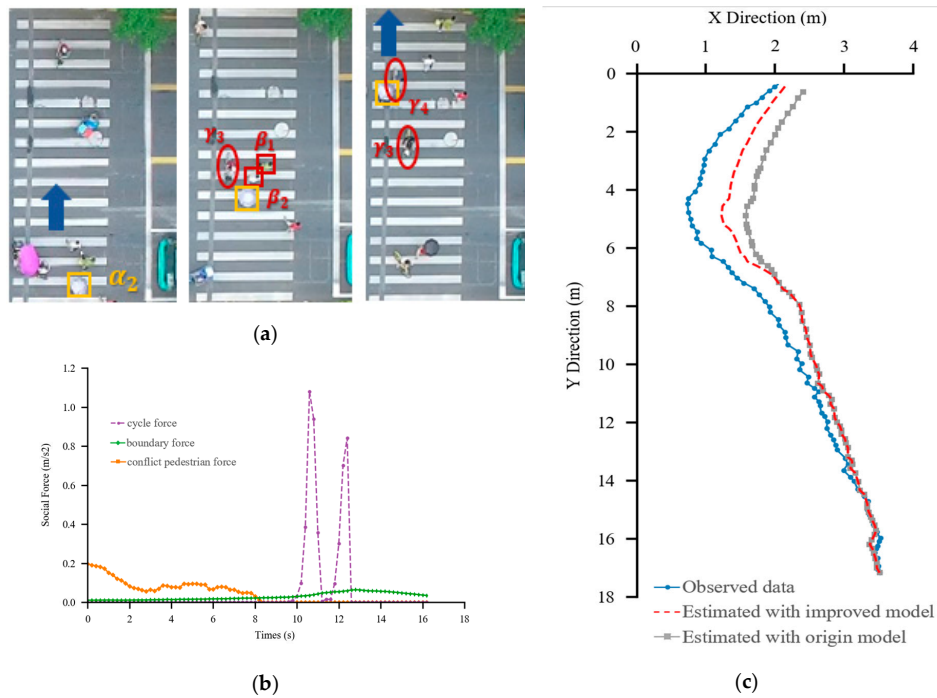 α₂
γ₃
β₁
β₂
γ₄
γ₃
(a)
1.2
1.0
0.8
0.6
0.4
0.2
0.0
Social Force (m/s2)
cycle force
boundary force
conflict pedestrian force
0 2 4 6 8 10 12 14 16 18
Times (s)
(b)
X Direction (m)
0 1 2 3 4
0
2
4
6
8
10
12
14
16
18
Y Direction (m)
Observed data
Estimated with improved model
Estimated with origin model
(c)